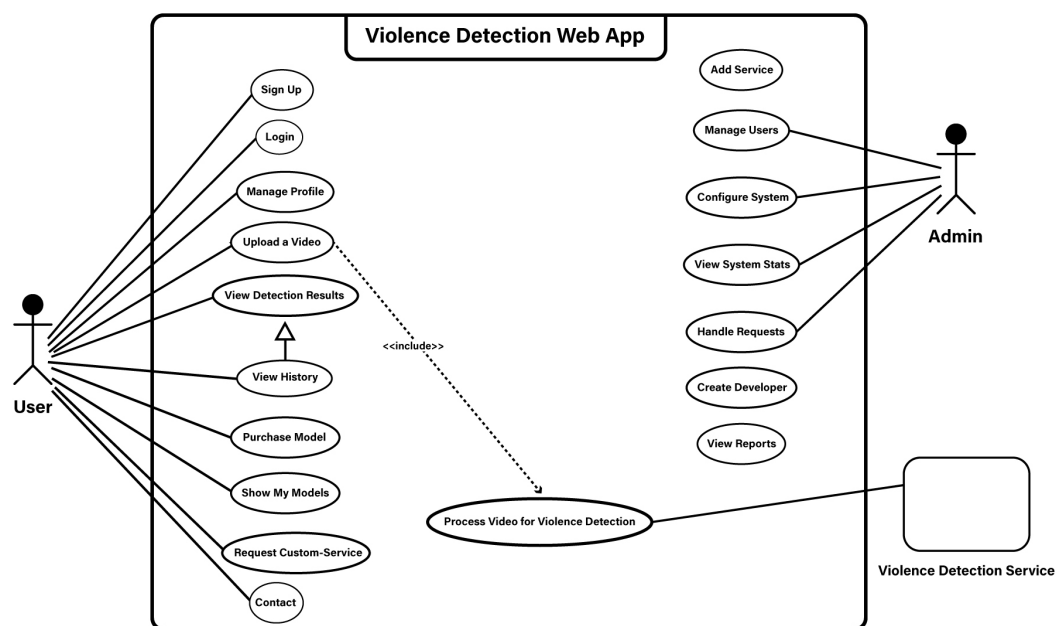 Violence Detection Web App
Sign Up
Login
Manage Profile
Upload a Video
View Detection Results
<<include>>
View History
Purchase Model
Show My Models
Request Custom-Service
Contact
User
Process Video for Violence Detection
Add Service
Manage Users
Configure System
View System Stats
Handle Requests
Create Developer
View Reports
Admin
Violence Detection Service